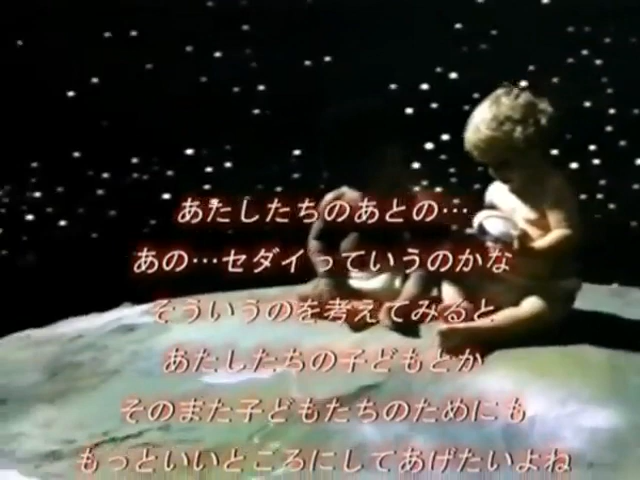 あたしたちのあとの…
あの…セダイっていうのかな
そういうのを考えてみると
あたしたちの子どもとか
そのまた子どもたちのためにも
もっといいところにしてあげたいよね